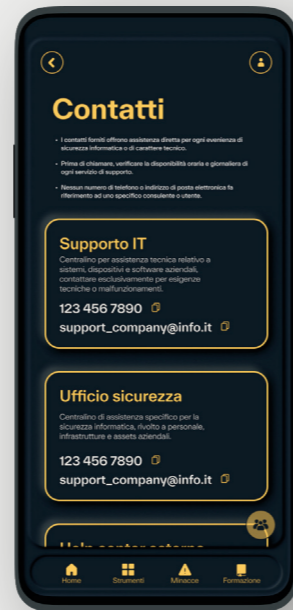 Contatti
• I contatti forniti offrono assistenza diretta per ogni evenienza di
sicurezza informatica o di carattere tecnico.
• Prima di chiamare, verificare la disponibilità oraria e giornaliera di
ogni servizio di supporto.
• Nessun numero di telefono o indirizzo di posta elettronica fa
riferimento ad uno specifico consulente o utente.
Supporto IT
Centralino per assistenza tecnica relativo a
sistemi, dispositivi e software aziendali,
contattare esclusivamente per esigenze
tecniche o malfunzionamenti.
123 456 7890
support_company@info.it
Ufficio sicurezza
Centralino di assistenza specifico per la
sicurezza informatica, rivolto a personale,
infrastrutture e assets aziendali.
123 456 7890
support_company@info.it
Help center esterno
Home
Strumenti
Minacce
Formazione